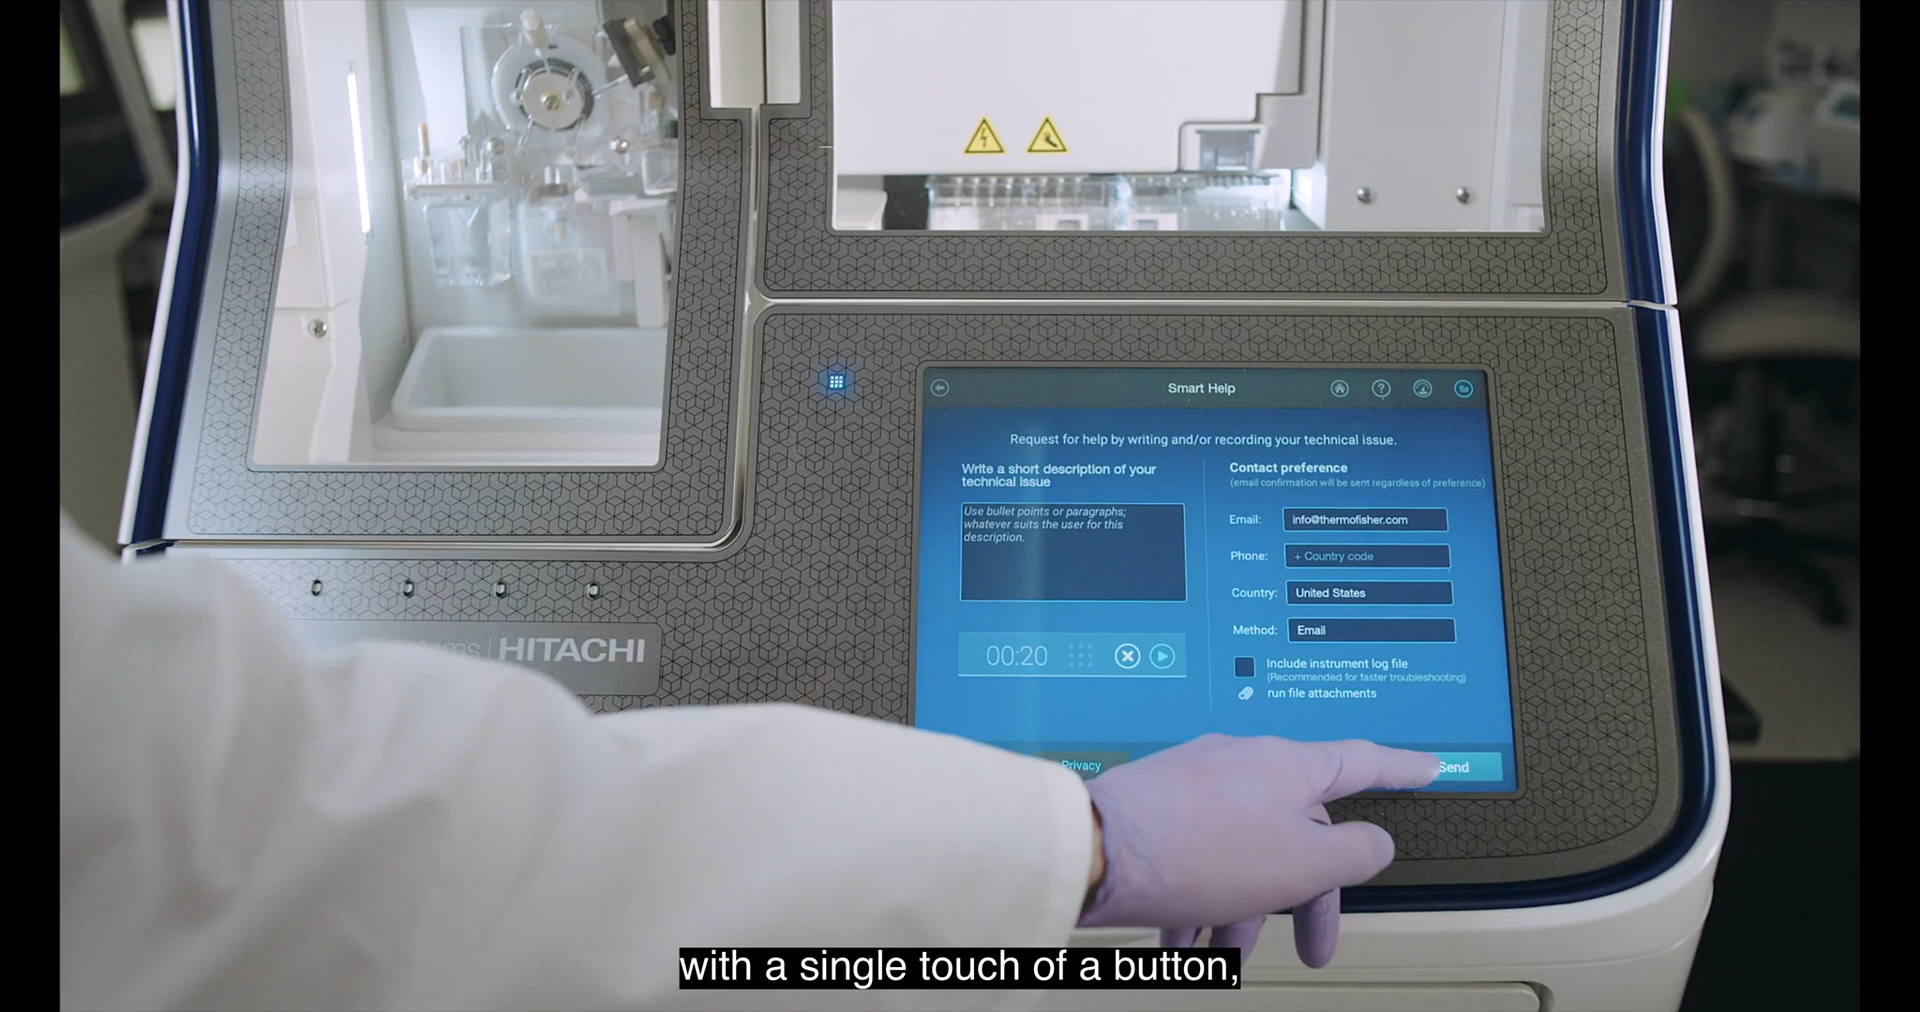 Smart Help
Request for help by writing and/or recording your technical issue.
Write a short description of your
technical issue
Use bullet points or paragraphs;
whatever suits the user for this
description.
00:20
Privacy
Contact preference
(email confirmation will be sent regardless of preference)
Email: info@thermofisher.com
Phone: + Country code
Country: United States
Method: Email
Include instrument log file
(Recommended for faster troubleshooting)
run file attachments
Send
HITACHI
with a single touch of a button,